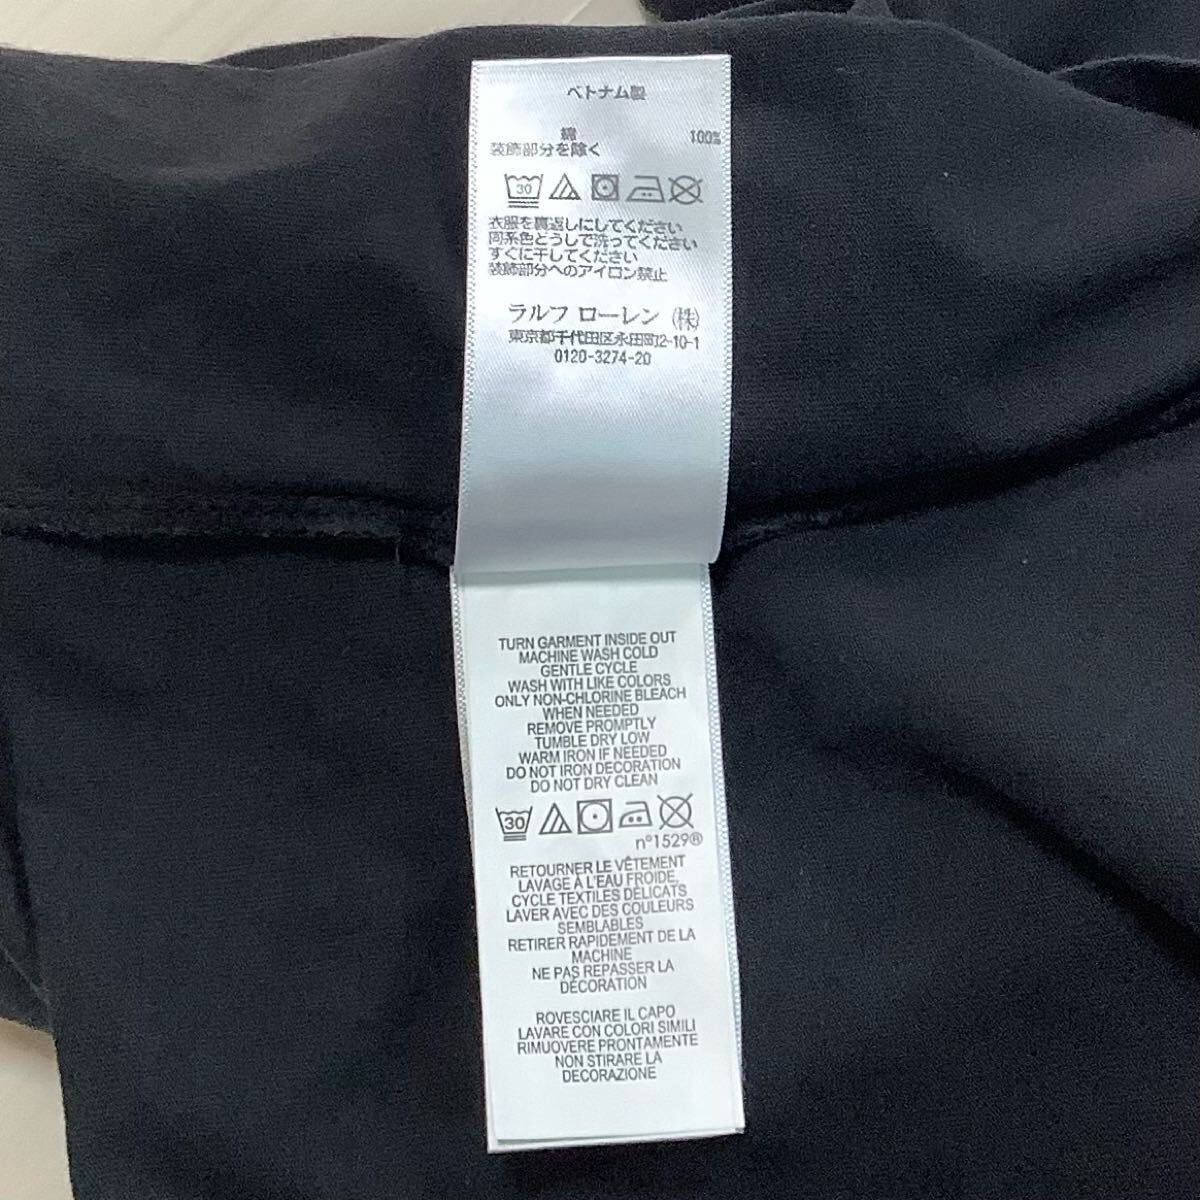 ベトナム製
綿 100%
装飾部分を除く
30
衣服を裏返しにしてください
同系色どうしで洗ってください
すぐに干してください
装飾部分へのアイロン禁止
ラルフ ローレン (株)
東京都千代田区永田町2-10-1
0120-3274-20
TURN GARMENT INSIDE OUT
MACHINE WASH COLD
GENTLE CYCLE
WASH WITH LIKE COLORS
ONLY NON-CHLORINE BLEACH
WHEN NEEDED
REMOVE PROMPTLY
TUMBLE DRY LOW
WARM IRON IF NEEDED
DO NOT IRON DECORATION
DO NOT DRY CLEAN
30
n°1529®
RETOURNER LE VÊTEMENT
LAVAGE À L'EAU FROIDE,
CYCLE TEXTILES DÉLICATS
LAVER AVEC DES COULEURS
SEMBLABLES
RETIRER RAPIDEMENT DE LA
MACHINE
NE PAS REPASSER LA
DÉCORATION
ROVESCIARE IL CAPO
LAVARE CON COLORI SIMILI
RIMUOVERE PRONTAMENTE
NON STIRARE LA
DECORAZIONE